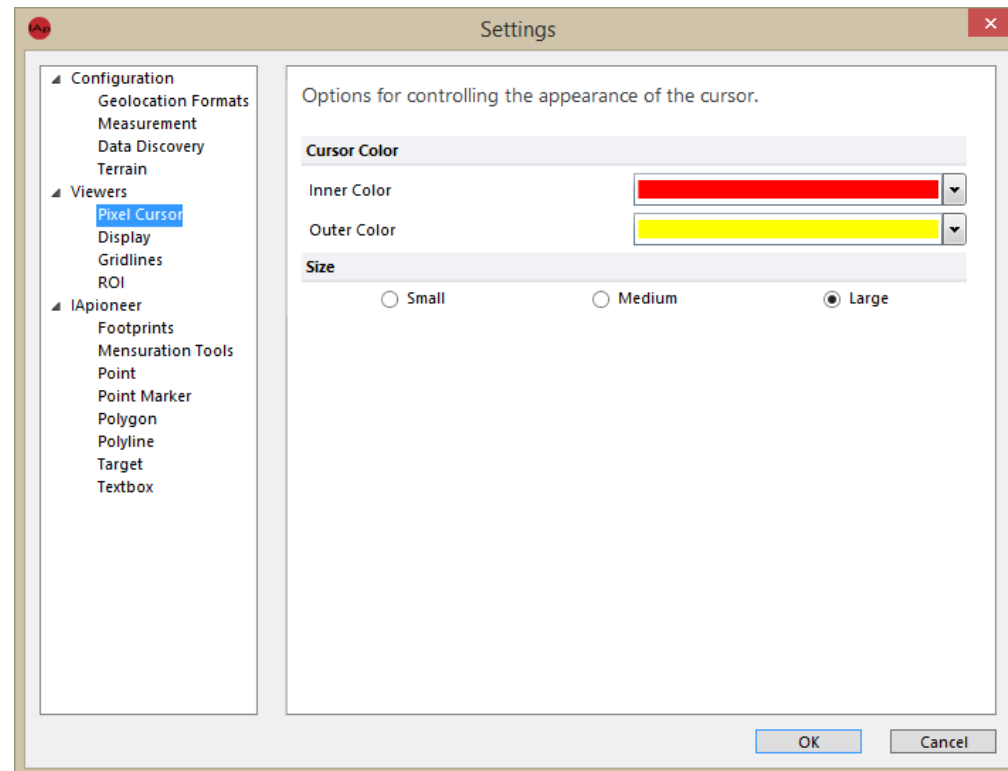 IAp
Settings
Configuration
Geolocation Formats
Measurement
Data Discovery
Terrain
Viewers
Pixel Cursor
Display
Gridlines
ROI
IApioneer
Footprints
Mensuration Tools
Point
Point Marker
Polygon
Polyline
Target
Textbox
Options for controlling the appearance of the cursor.
Cursor Color
Inner Color
Outer Color
Size
Small Medium Large
OK Cancel